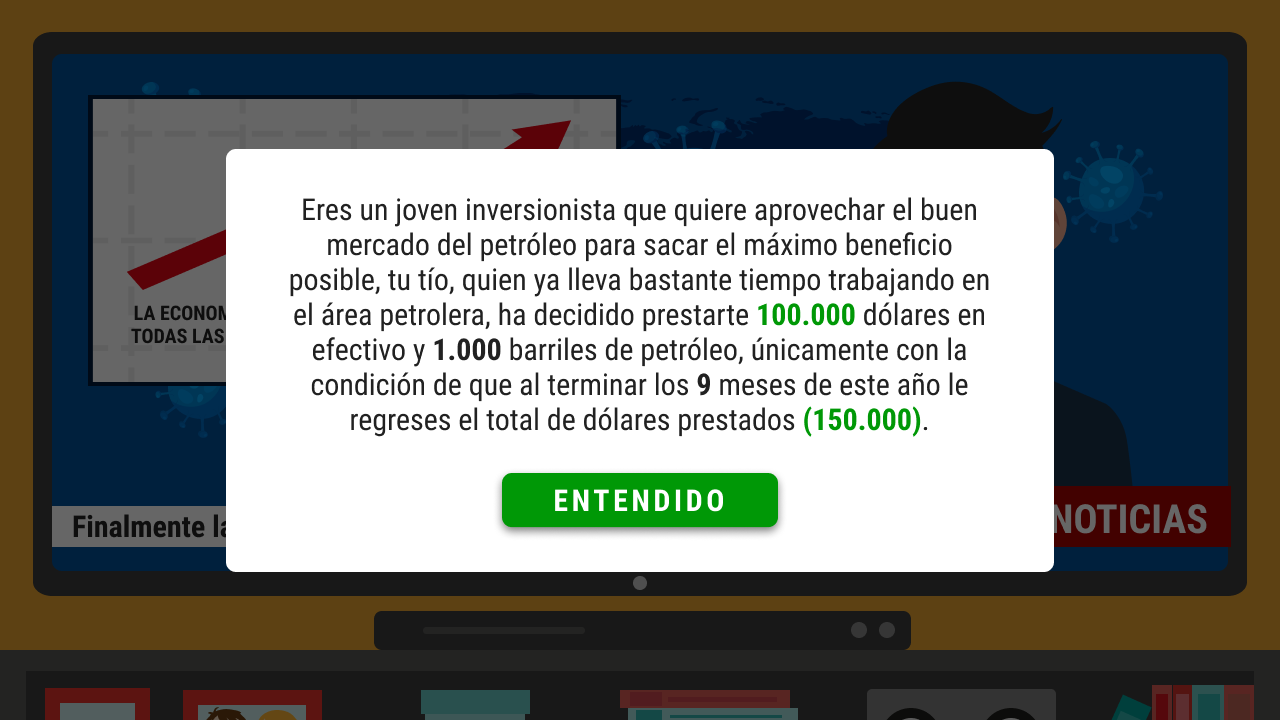 Eres un joven inversionista que quiere aprovechar el buen
mercado del petróleo para sacar el máximo beneficio
posible, tu tío, quien ya lleva bastante tiempo trabajando en
el área petrolera, ha decidido prestarte 100.000 dólares en
efectivo y 1.000 barriles de petróleo, únicamente con la
condición de que al terminar los 9 meses de este año le
regreses el total de dólares prestados (150.000).
ENTENDIDO
LA ECONOM
TODAS LAS
Finalmente la
NOTICIAS